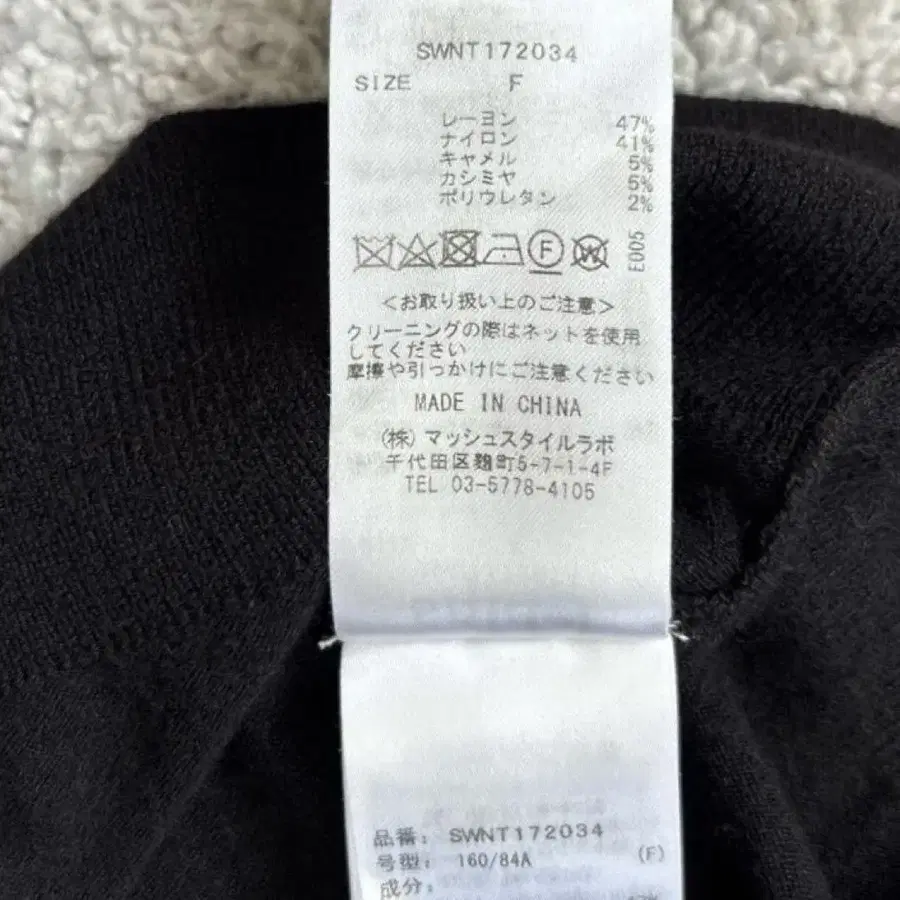 SWNT172034
SIZE F
レーヨン 47%
ナイロン 41%
キャメル 5%
カシミヤ 5%
ポリウレタン 2%
F W E005
<お取り扱い上のご注意>
クリーニングの際はネットを使用
してください
摩擦や引っかけにご注意ください
MADE IN CHINA
(株)マッシュスタイルラボ
千代田区麹町5-7-1-4F
TEL 03-5778-4105
品番: SWNT172034
号型: 160/84A (F)
成分: